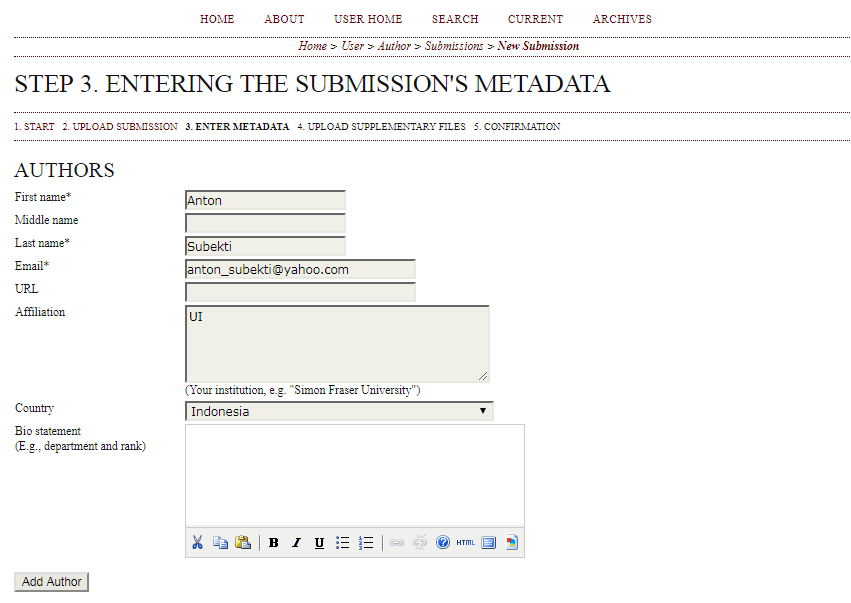 HOME ABOUT USER HOME SEARCH CURRENT ARCHIVES
Home > User > Author > Submissions > New Submission
STEP 3. ENTERING THE SUBMISSION'S METADATA
1. START 2. UPLOAD SUBMISSION 3. ENTER METADATA 4. UPLOAD SUPPLEMENTARY FILES 5. CONFIRMATION
AUTHORS
First name* Anton
Middle name
Last name* Subekti
Email* anton_subekti@yahoo.com
URL
Affiliation UI
(Your institution, e.g. "Simon Fraser University")
Country Indonesia
Bio statement
(E.g., department and rank)
B I U HTML
Add Author